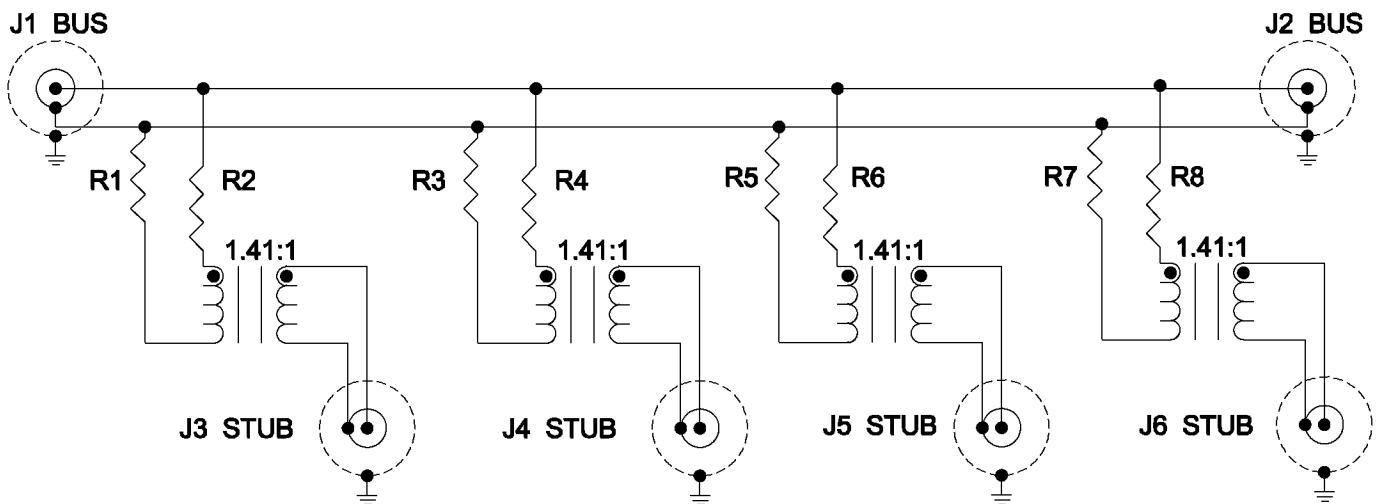 J1 BUS
J2 BUS
R1
R2
R3
R4
R5
R6
R7
R8
1.41:1
1.41:1
1.41:1
1.41:1
J3 STUB
J4 STUB
J5 STUB
J6 STUB